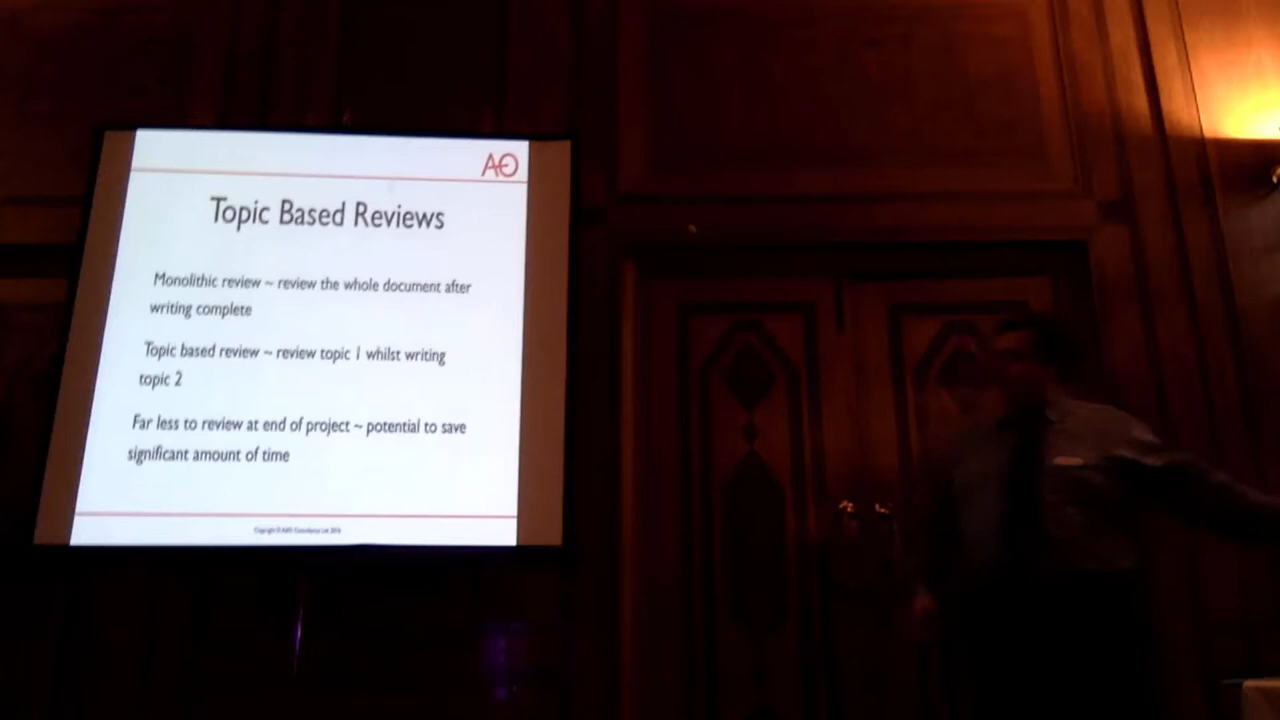 AO
Topic Based Reviews
Monolithic review ~ review the whole document after
writing complete
Topic based review ~ review topic 1 whilst writing
topic 2
Far less to review at end of project ~ potential to save
significant amount of time
Copyright ©